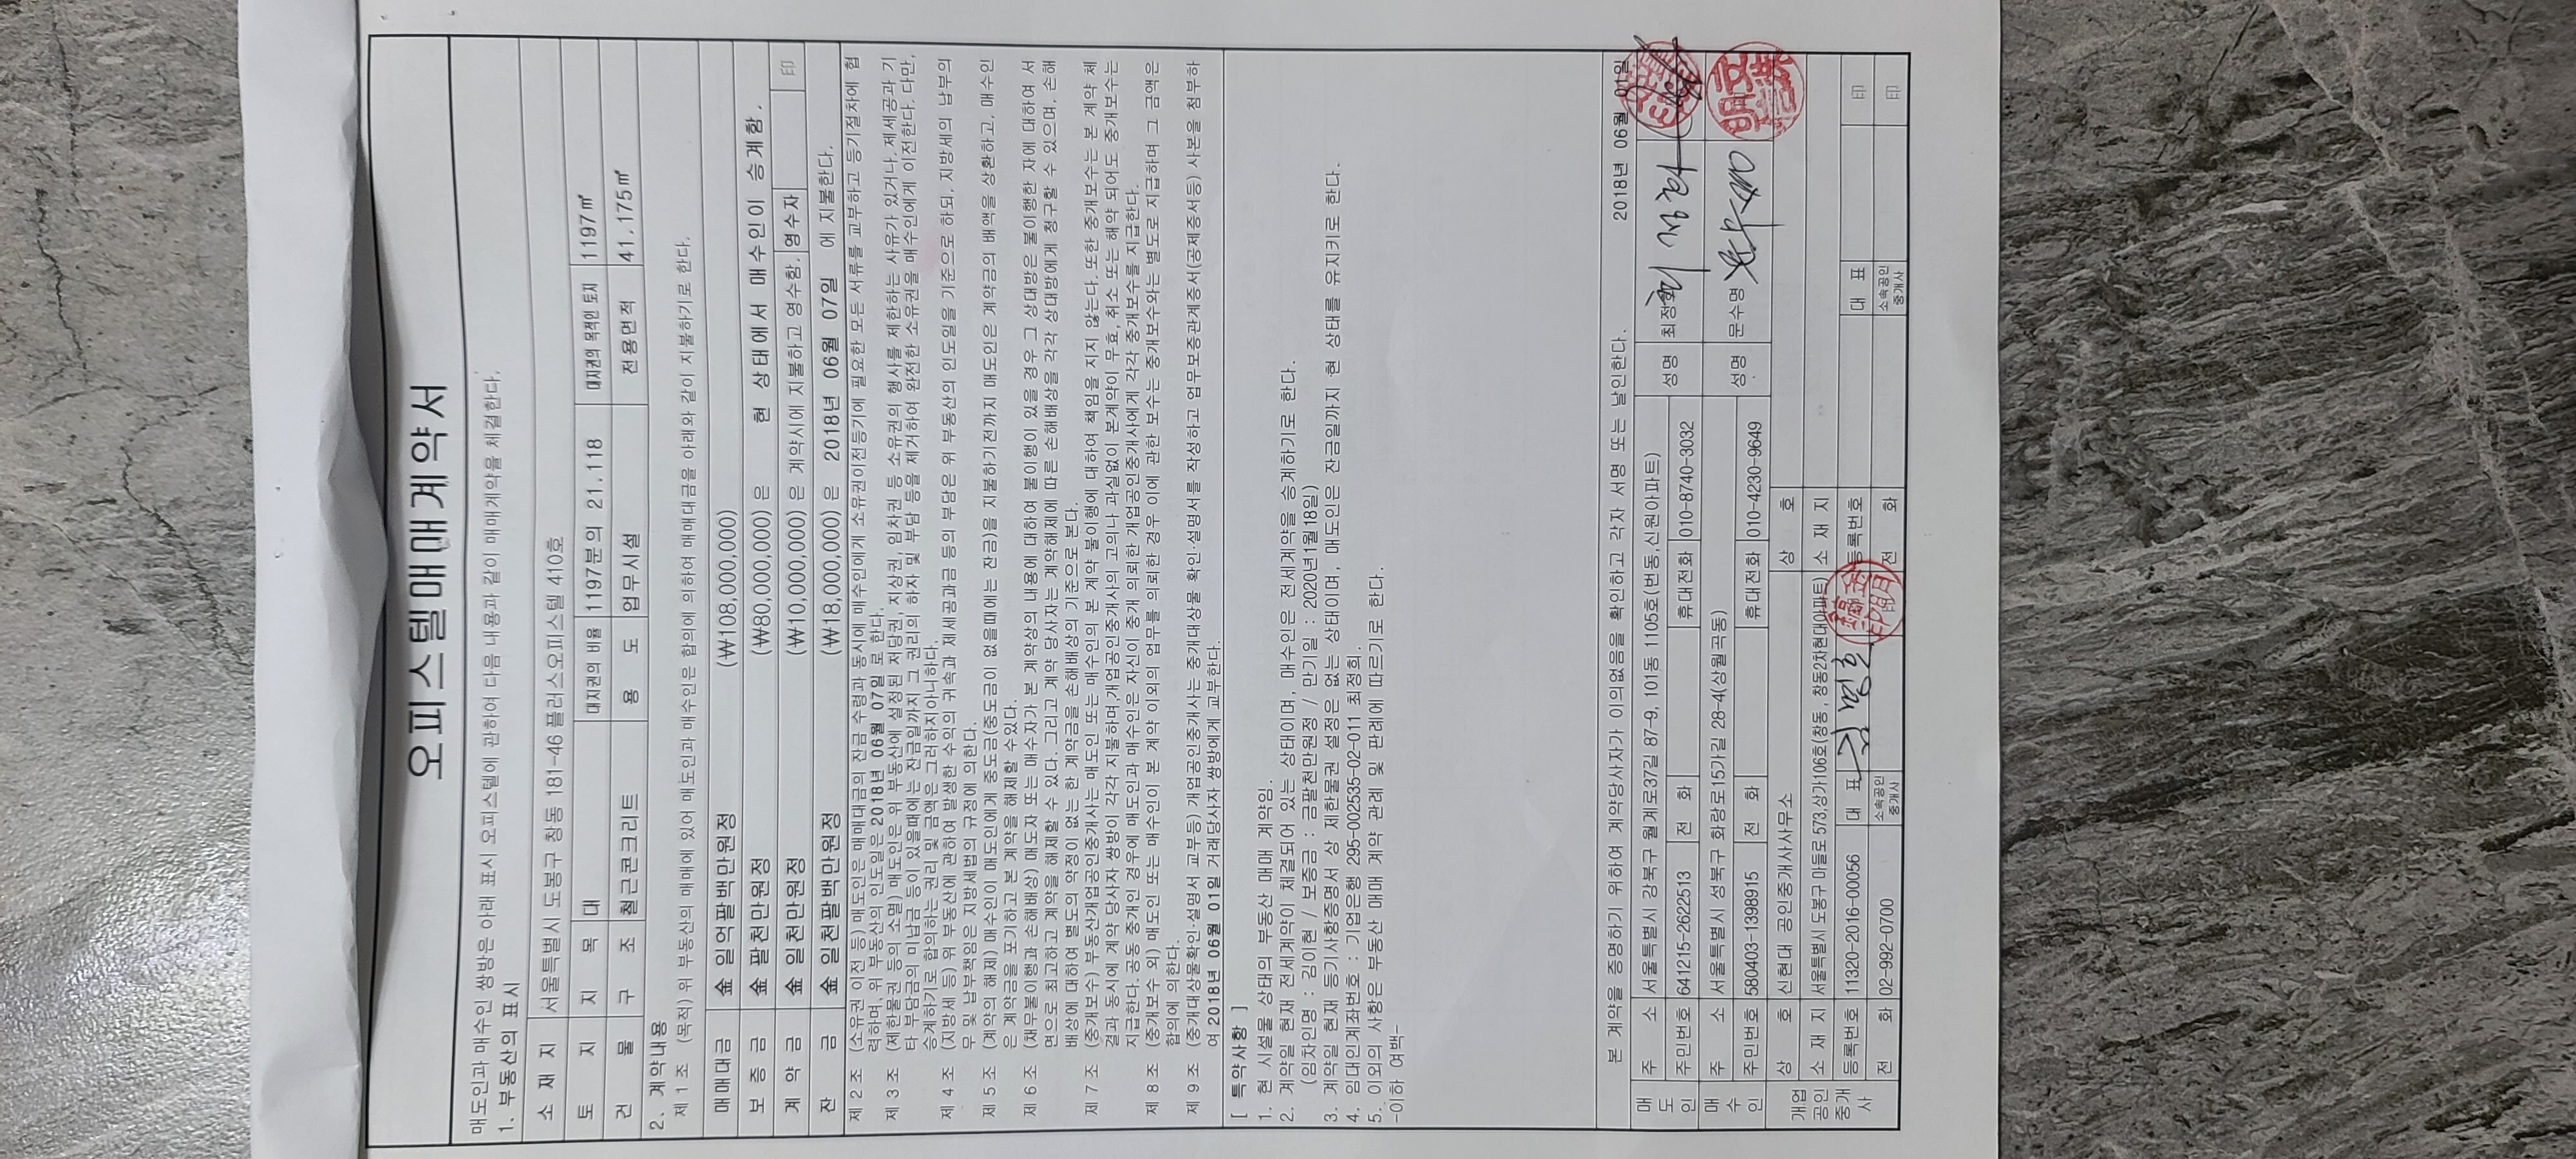 오피스텔매매계약서
매도인과 매수인 쌍방은 아래 표시 오피스텔에 관하여 다음 내용과 같이 매매계약을 체결한다.
1. 부동산의 표시
소 재 지 서울특별시 도봉구 창동 181-46 플러스오피스텔 410호
토 지 지 목 대 대지권의 비율 1197분의 21.118 대지권의 목적인 토지 1197㎡
건 물 구 조 철근콘크리트 용 도 업무시설 전용면적 41.175㎡
2. 계약내용
제 1 조 (목적) 위 부동산의 매매에 있어 매도인과 매수인은 합의에 의하여 매매대금을 아래와 같이 지불하기로 한다.
매매대금 金 일억팔백만원정 (₩108,000,000)
보 증 금 金 팔천만원정 (₩80,000,000) 은 현 상태에서 매수인이 승계함.
계 약 금 金 일천만원정 (₩10,000,000) 은 계약시에 지불하고 영수함. 영수자 印
잔 금 金 일천팔백만원정 (₩18,000,000) 은 2018년 06월 07일 에 지불한다.
제 2 조 (소유권 이전 등) 매도인은 매매대금의 잔금 수령과 동시에 매수인에게 소유권이전등기에 필요한 모든 서류를 교부하고 등기절차에 협
력하며, 위 부동산의 인도일은 2018년 06월 07일 로 한다.
제 3 조 (제한물권 등의 소멸) 매도인은 위 부동산에 설정된 저당권, 지상권, 임차권 등 소유권의 행사를 제한하는 사유가 있거나. 제세공과 기
타 부담금의 미납금 등이 있을때에는 잔금일까지 그 권리의 하자 및 부담 등을 제거하여 완전한 소유권을 매수인에게 이전한다. 다만,
승계하기로 합의하는 권리 및 금액은 그러하지아니하다.
제 4 조 (지방세 등) 위 부동산에 관하여 발생한 수익의 귀속과 제세공과금 등의 부담은 위 부동산의 인도일을 기준으로 하되, 지방세의 납부의
무 및 납부책임은 지방세법의 규정에 의한다.
제 5 조 (계약의 해제) 매수인이 매도인에게 중도금(중도금이 없을때에는 잔금)을 지불하기전까지 매도인은 계약금의 배액을 상환하고, 매수인
은 계약금을 포기하고 본 계약을 해제할 수있다.
제 6 조 (채무불이행과 손해배상) 매도자 또는 매수자가 본 계약상의 내용에 대하여 불이행이 있을 경우 그 상대방은 불이행한 자에 대하여 서
면으로 최고하고 계약을 해제할 수 있다. 그리고 계약 당사자는 계약해제에 따른 손해배상을 각각 상대방에게 청구할 수 있으며, 손해
배상에 대하여 별도의 약정이 없는 한 계약금을 손해배상의 기준으로 본다.
제 7 조 (중개보수) 부동산개업공인중개사는 매도인 또는 매수인의 본 계약 불이행에 대하여 책임을 지지 않는다. 또한 중개보수는 본 계약 체
결과 동시에 계약 당사자 쌍방이 각각 지불하며,개업공인중개사의 고의나 과실없이 본계약이 무효, 취소 또는 해약 되어도 중개보수는
지급한다. 공동 중개인 경우에 매도인과 매수인은 자신이 중개 의뢰한 개업공인중개사에게 각각 중개보수를 지급한다.
제 8 조 (중개보수 외) 매도인 또는 매수인이 본 계약 이외의 업무를 의뢰한 경우 이에 관한 보수는 중개보수와는 별도로 지급하며 그 금액은
합의에 의한다.
제 9 조 (중개대상물확인·설명서 교부등) 개업공인중개사는 중개대상물 확인·설명서를 작성하고 업무보증관계증서(공제증서등) 사본을 첨부하
여 2018년 06월 01일 거래당사자 쌍방에게 교부한다.
[ 특약사항 ]
1. 현 시설물 상태의 부동산 매매 계약임.
2. 계약일 현재 전세계약이 체결되어 있는 상태이며, 매수인은 전세계약을 승계하기로 한다.
(임차인명 : 김이현 / 보증금 : 금팔천만원정 / 만기일 : 2020년1월18일)
3. 계약일 현재 등기사항증명서 상 제한물권 설정은 없는 상태이며, 매도인은 잔금일까지 현 상태를 유지키로 한다.
4. 임대인계좌번호 : 기업은행 295-002535-02-011 최정희.
5. 이외의 사항은 부동산 매매 계약 관례 및 판례에 따르기로 한다.
-이하 여백-
본 계약을 증명하기 위하여 계약당사자가 이의없음을 확인하고 각자 서명 또는 날인한다. 2018년 06월 01일
매도인 주 소 서울특별시 강북구 월계로37길 87-9, 101동 1105호(번동,신원아파트) 성명 최정희
주민번호 641215-2622513 전 화 휴대전화 010-8740-3032
매수인 주 소 서울특별시 성북구 화랑로15가길 28-4(상월곡동) 성명 문수명 문수명
주민번호 580403-1398915 전 화 휴대전화 010-4230-9649
개업공인중개사 상 호 신현대 공인중개사사무소 상 호
소 재 지 서울특별시 도봉구 마들로 573,상가106호(창동 , 창동2차현대아파트) 소 재 지
등록번호 11320-2016-00056 대 표 등록번호 대 표 印
전 화 02-992-0700 소속공인중개사 印 전 화 소속공인중개사 印